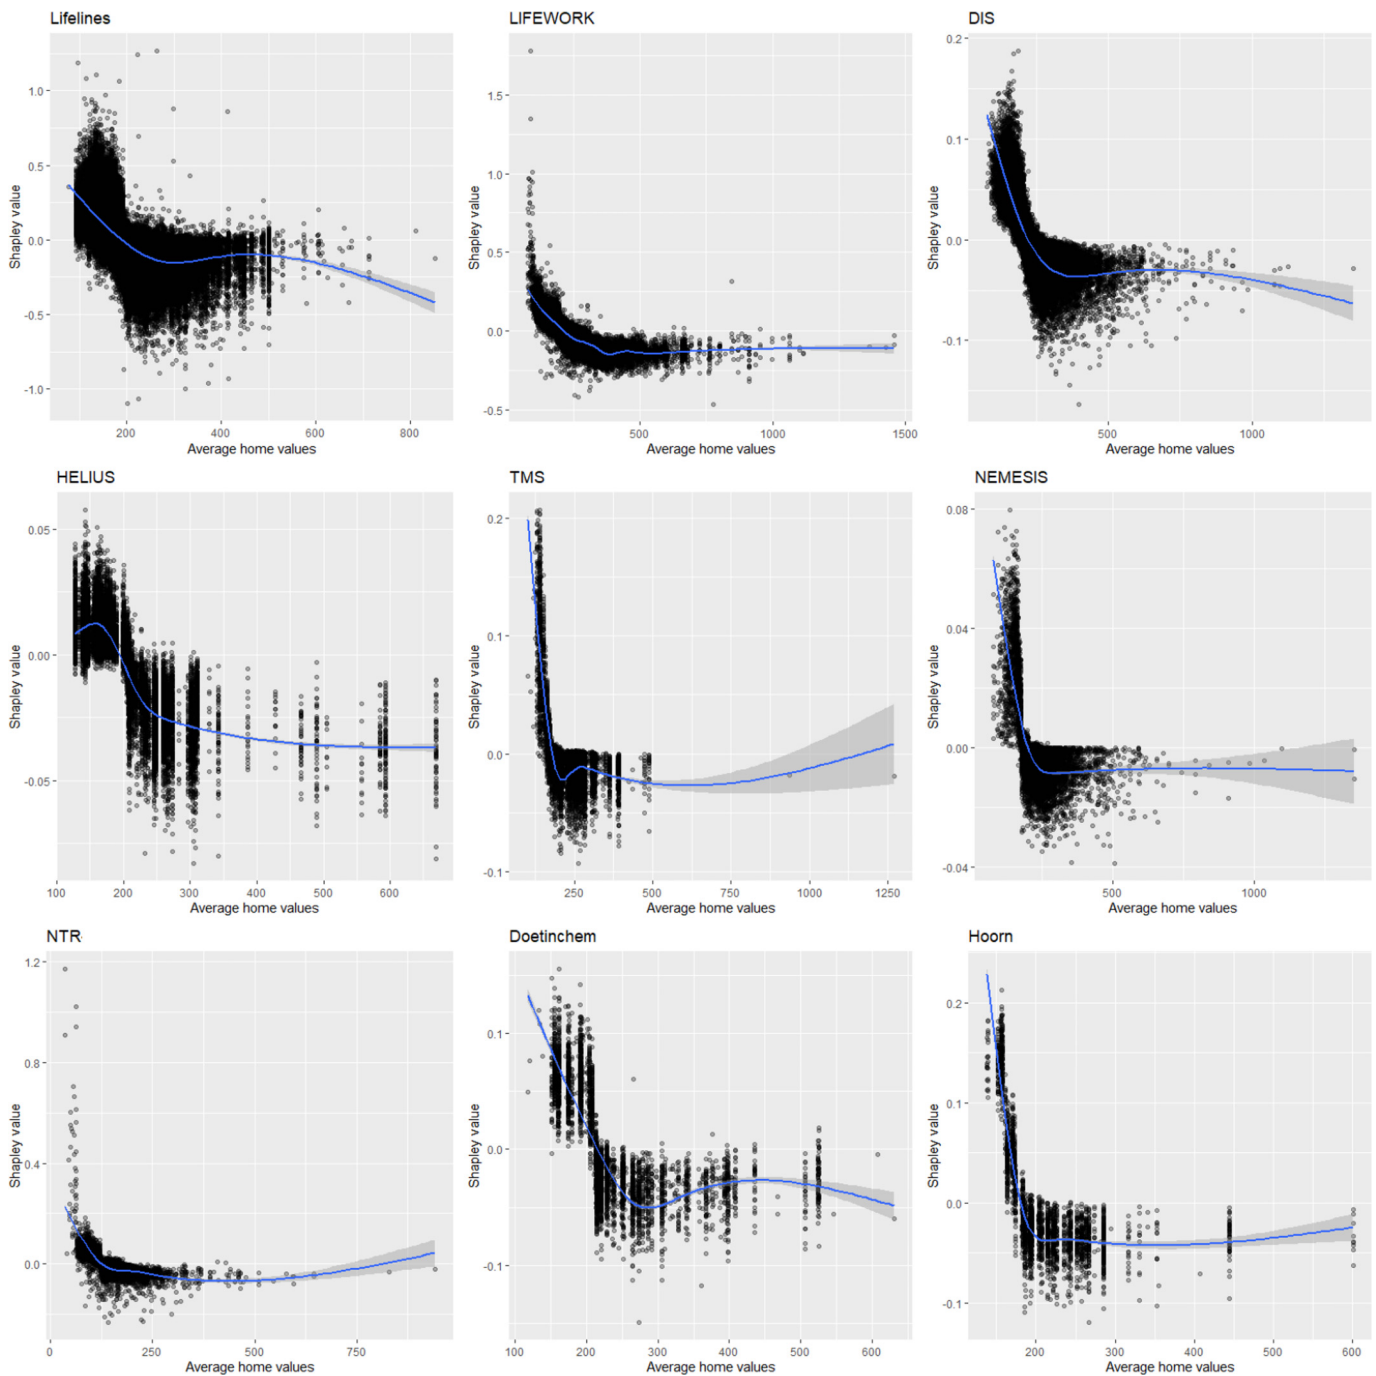 Lifelines
LIFEWORK
DIS
Shapley value
1.0
0.5
0.0
-0.5
-1.0
200
400
600
800
Average home values
Shapley value
1.5
1.0
0.5
0.0
-0.5
500
1000
1500
Average home values
Shapley value
0.2
0.1
0.0
-0.1
500
1000
Average home values
HELIUS
TMS
NEMESIS
Shapley value
0.05
0.00
-0.05
100
200
300
400
500
600
Average home values
Shapley value
0.2
0.1
0.0
-0.1
250
500
750
1000
1250
Average home values
Shapley value
0.08
0.04
0.00
-0.04
500
1000
Average home values
NTR
Doetinchem
Hoorn
Shapley value
1.2
0.8
0.4
0.0
0
250
500
750
Average home values
Shapley value
0.1
0.0
-0.1
100
200
300
400
500
600
Average home values
Shapley value
0.2
0.1
0.0
-0.1
200
300
400
500
600
Average home values